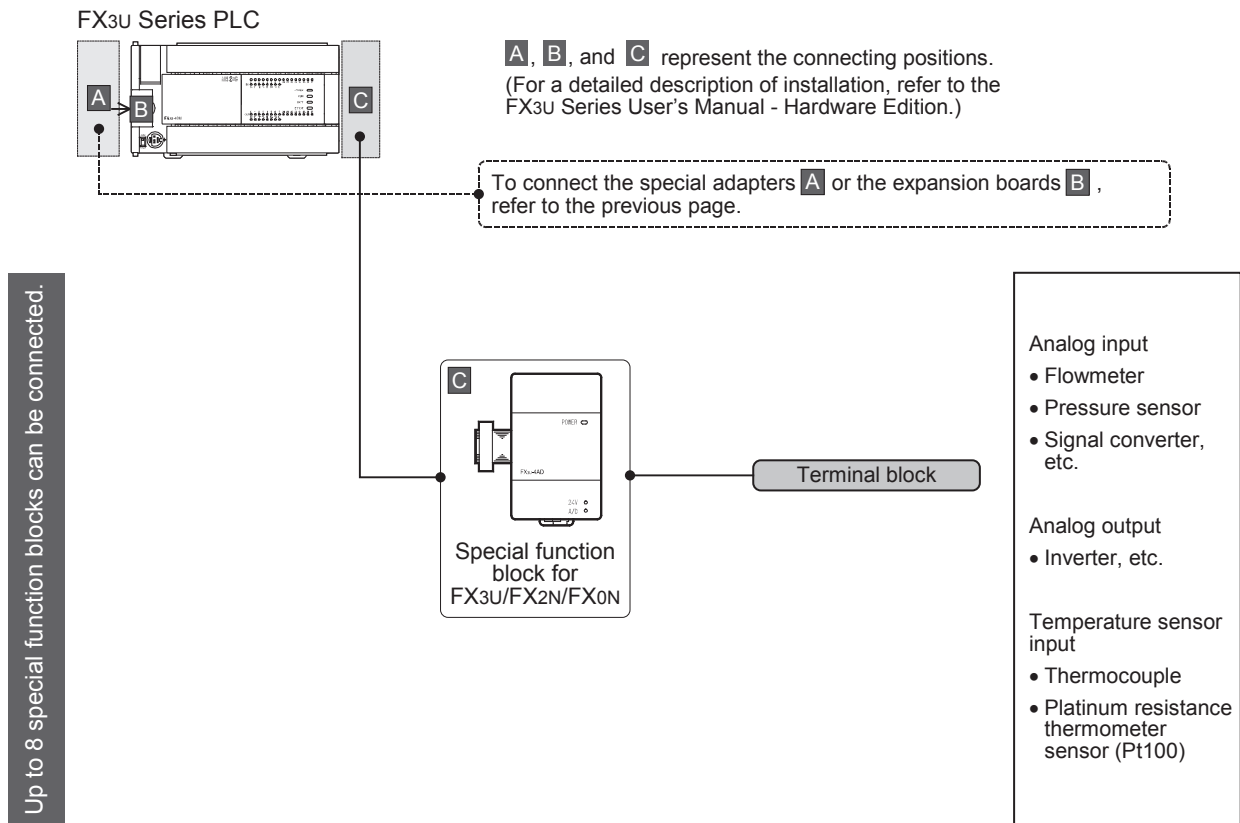 FX3U Series PLC
A, B, and C represent the connecting positions.
(For a detailed description of installation, refer to the
FX3U Series User's Manual - Hardware Edition.)
A
B
C
To connect the special adapters A or the expansion boards B ,
refer to the previous page.
Up to 8 special function blocks can be connected.
C
POWER
FX3U-4AD
24V
A/D
Special function
block for
FX3U/FX2N/FX0N
Terminal block
Analog input
• Flowmeter
• Pressure sensor
• Signal converter,
etc.
Analog output
• Inverter, etc.
Temperature sensor
input
• Thermocouple
• Platinum resistance
thermometer
sensor (Pt100)